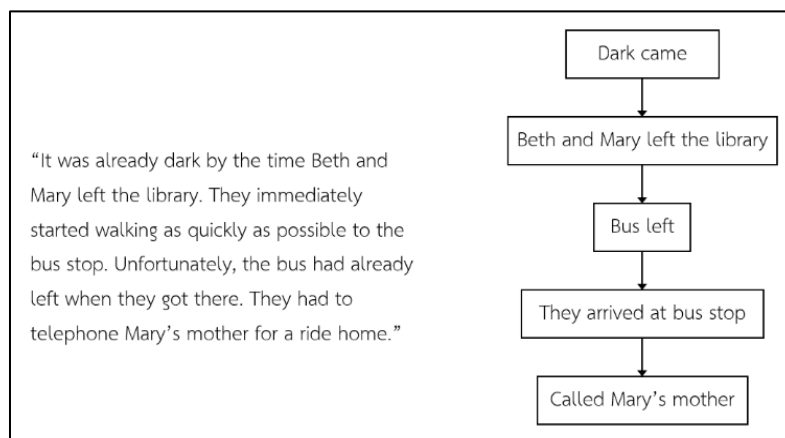 “It was already dark by the time Beth and
Mary left the library. They immediately
started walking as quickly as possible to the
bus stop. Unfortunately, the bus had already
left when they got there. They had to
telephone Mary’s mother for a ride home.”
Dark came
Beth and Mary left the library
Bus left
They arrived at bus stop
Called Mary’s mother